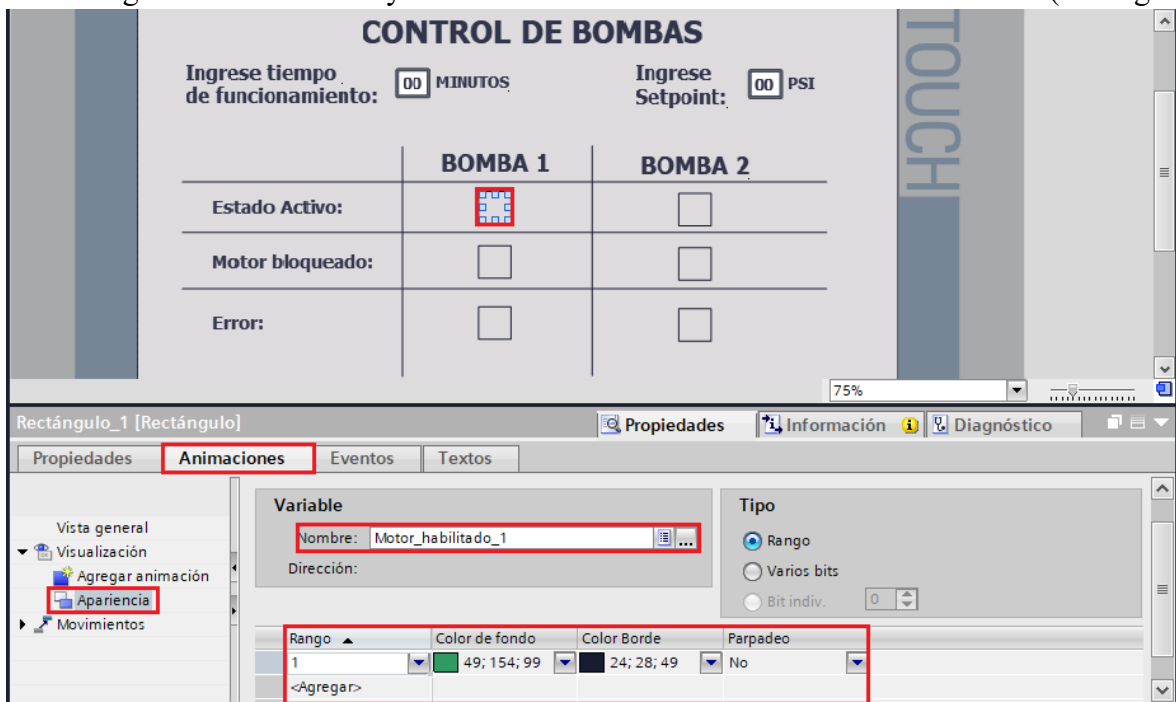 CONTROL DE BOMBAS
Ingrese tiempo
de funcionamiento: 00 MINUTOS
Ingrese
Setpoint: 00 PSI
TOUCH
BOMBA 1 BOMBA 2
Estado Activo:
Motor bloqueado:
Error:
75%
Rectángulo_1 [Rectángulo] Propiedades Información Diagnóstico
Propiedades Animaciones Eventos Textos
Vista general
Visualización
Agregar animación
Apariencia
Movimientos
Variable
Nombre: Motor_habilitado_1 ...
Dirección:
Tipo
Rango
Varios bits
Bit indiv. 0
Rango Color de fondo Color Borde Parpadeo
1 49; 154; 99 24; 28; 49 No
<Agregar>